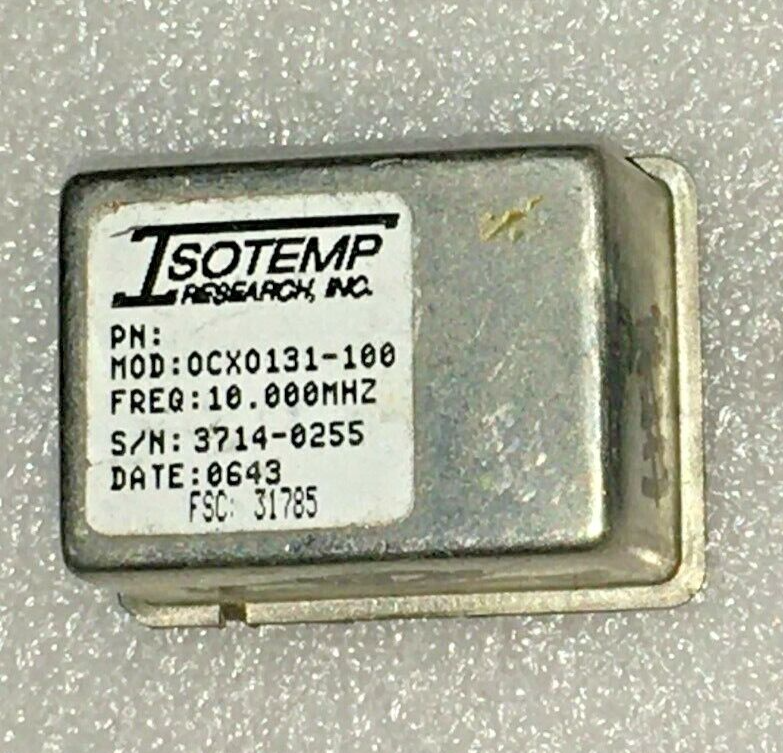 ISOTEMP
RESEARCH, INC.
PN:
MOD:OCXO131-100
FREQ:10.000MHZ
S/N:3714-0255
DATE:0643
FSC: 31785